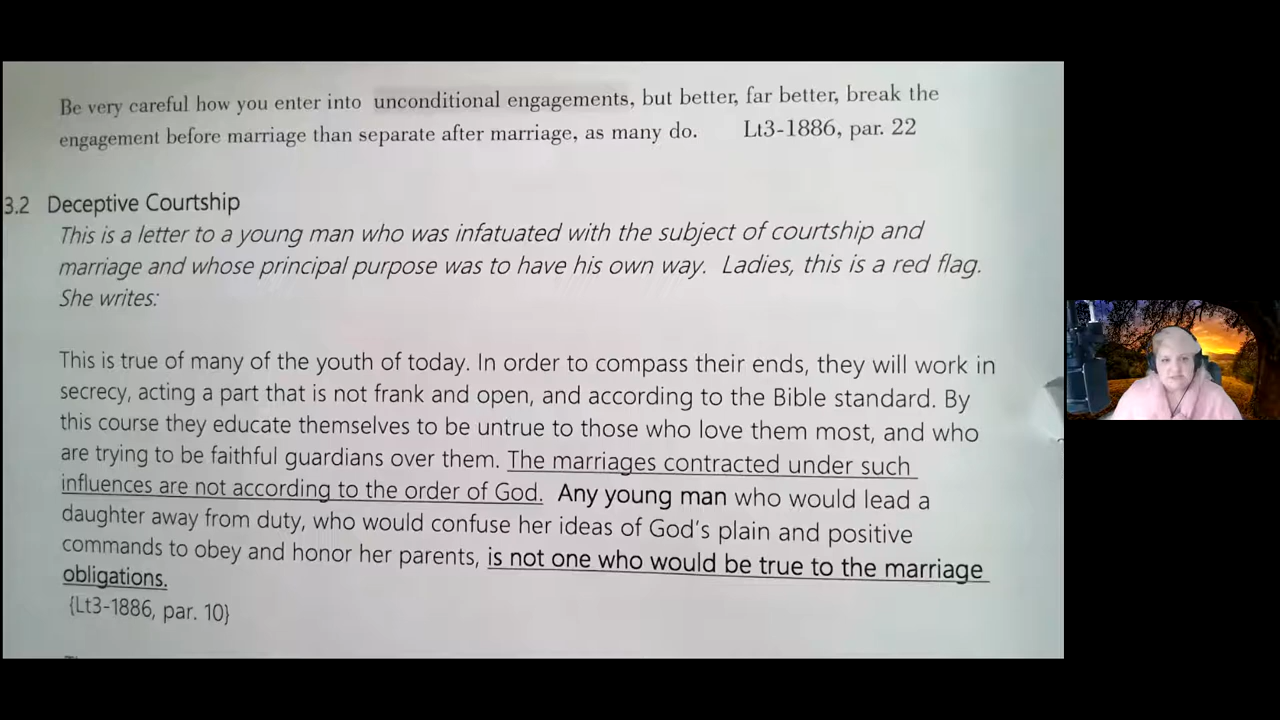 Be very careful how you enter into unconditional engagements, but better, far better, break the
engagement before marriage than separate after marriage, as many do. Lt3-1886, par. 22
3.2 Deceptive Courtship
This is a letter to a young man who was infatuated with the subject of courtship and
marriage and whose principal purpose was to have his own way. Ladies, this is a red flag.
She writes:
This is true of many of the youth of today. In order to compass their ends, they will work in
secrecy, acting a part that is not frank and open, and according to the Bible standard. By
this course they educate themselves to be untrue to those who love them most, and who
are trying to be faithful guardians over them. The marriages contracted under such
influences are not according to the order of God. Any young man who would lead a
daughter away from duty, who would confuse her ideas of God's plain and positive
commands to obey and honor her parents, is not one who would be true to the marriage
obligations.
{Lt3-1886, par. 10}